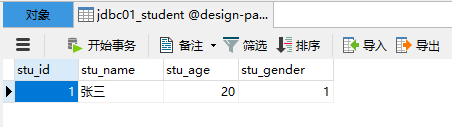 对象 jdbc01_student @design-pa...
开始事务 备注 筛选 排序 导入 导出
stu_id stu_name stu_age stu_gender
1 张三 20 1